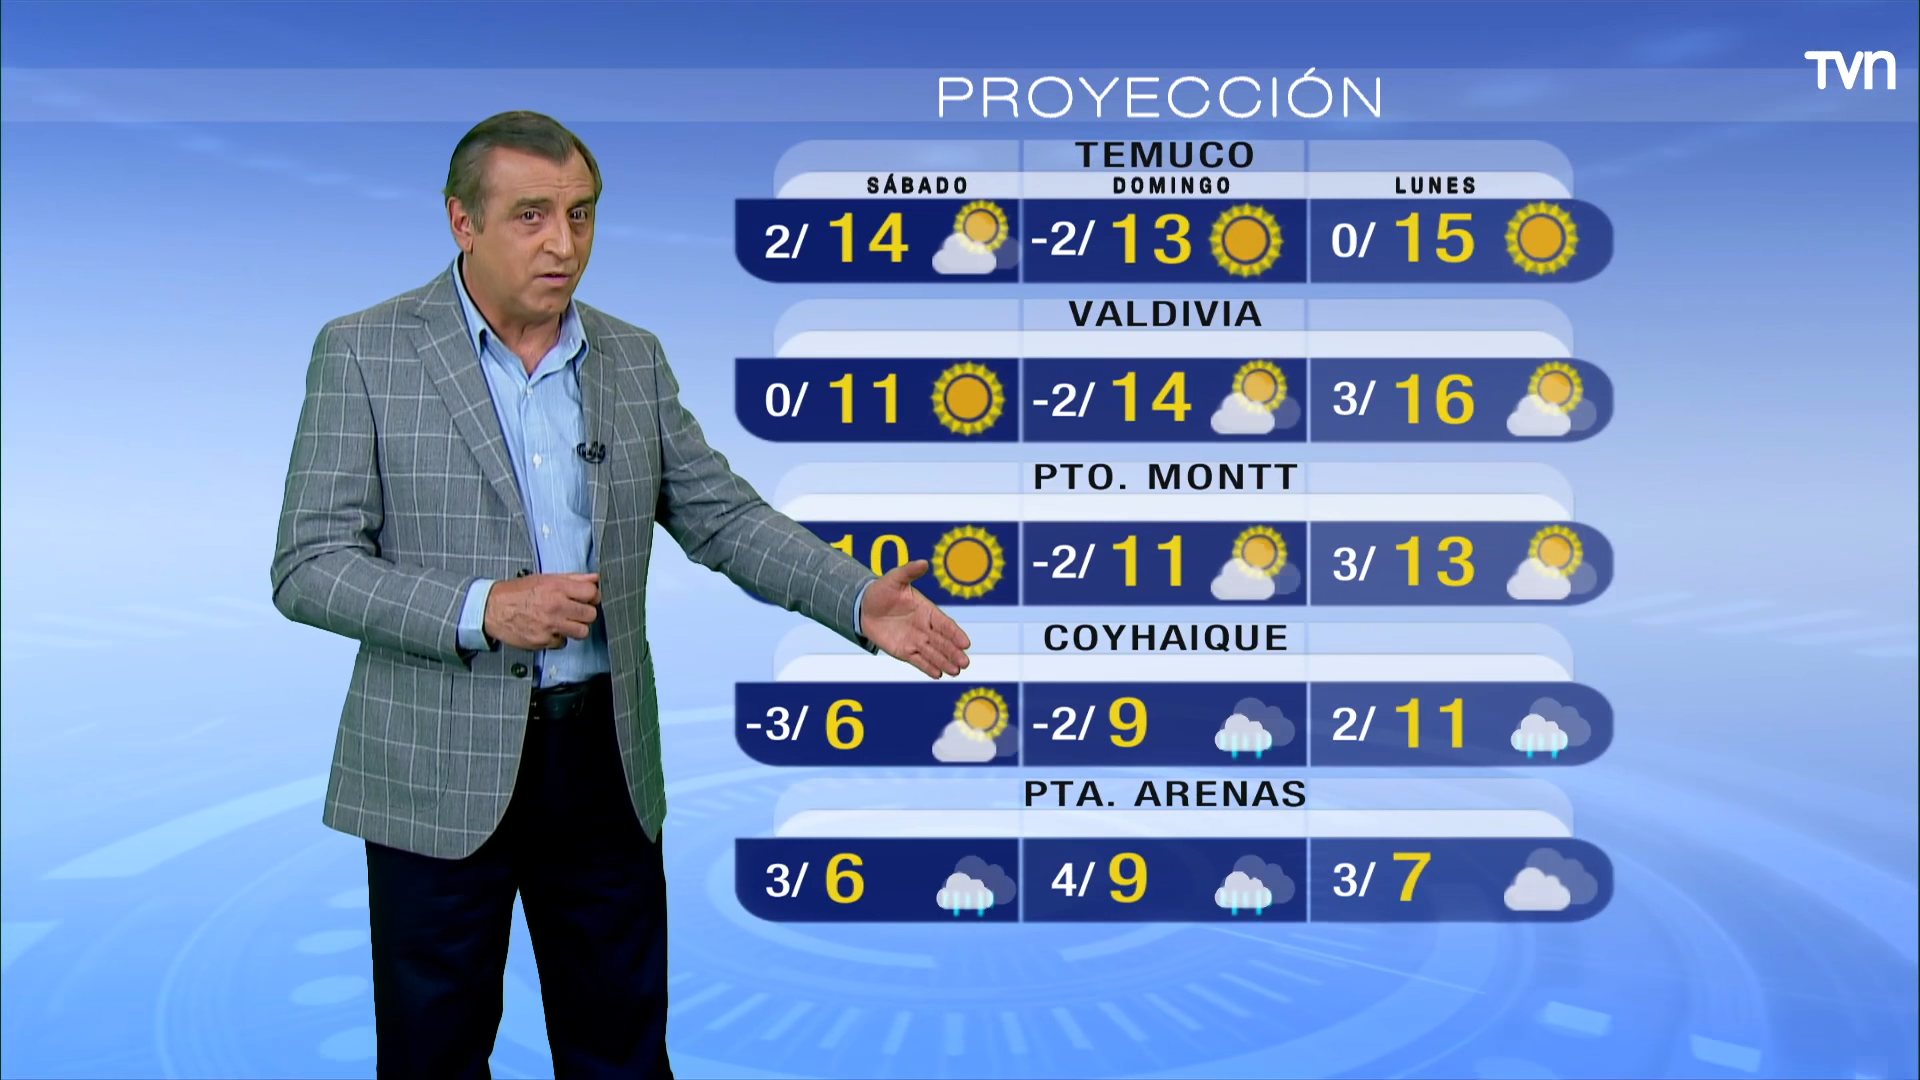 TVN
PROYECCIÓN
TEMUCO
SÁBADO DOMINGO LUNES
2/ 14 -2/ 13 0/ 15
VALDIVIA
0/ 11 -2/ 14 3/ 16
PTO. MONTT
10 -2/ 11 3/ 13
COYHAIQUE
-3/ 6 -2/ 9 2/ 11
PTA. ARENAS
3/ 6 4/ 9 3/ 7